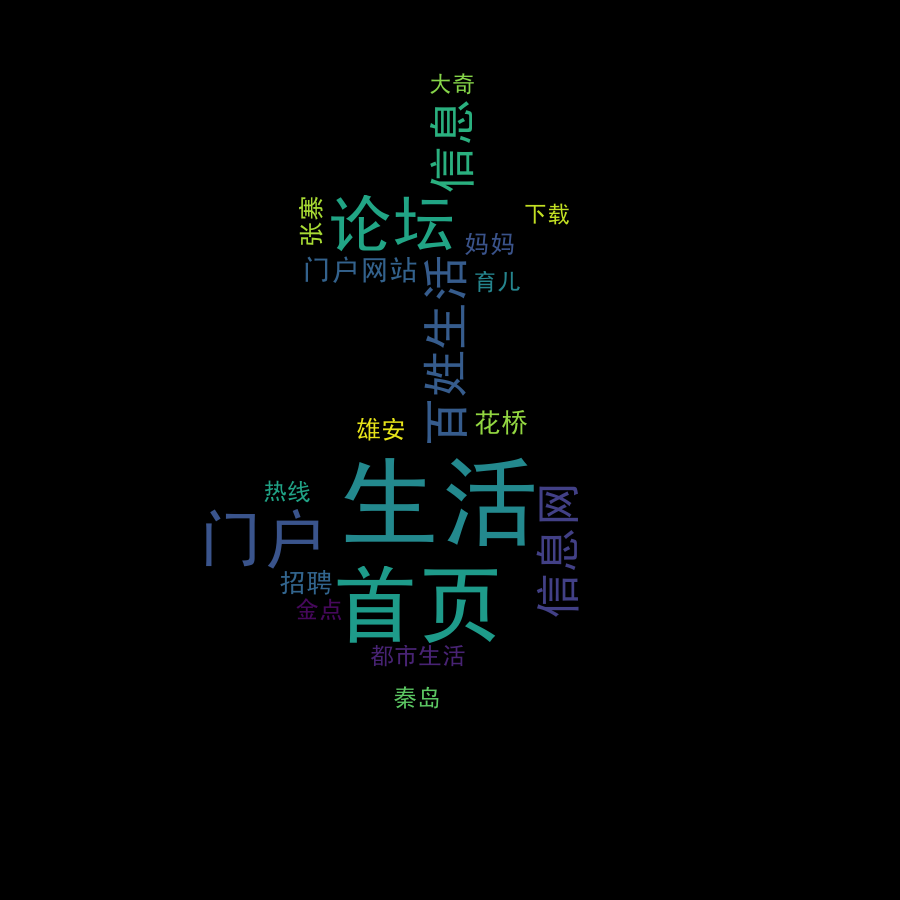 大奇
信息
张寨
论坛
下载
妈妈
门户网站
育儿
百姓生活
花桥
雄安
生活
热线
门户
信息网
招聘
首页
金点
都市生活
秦岛